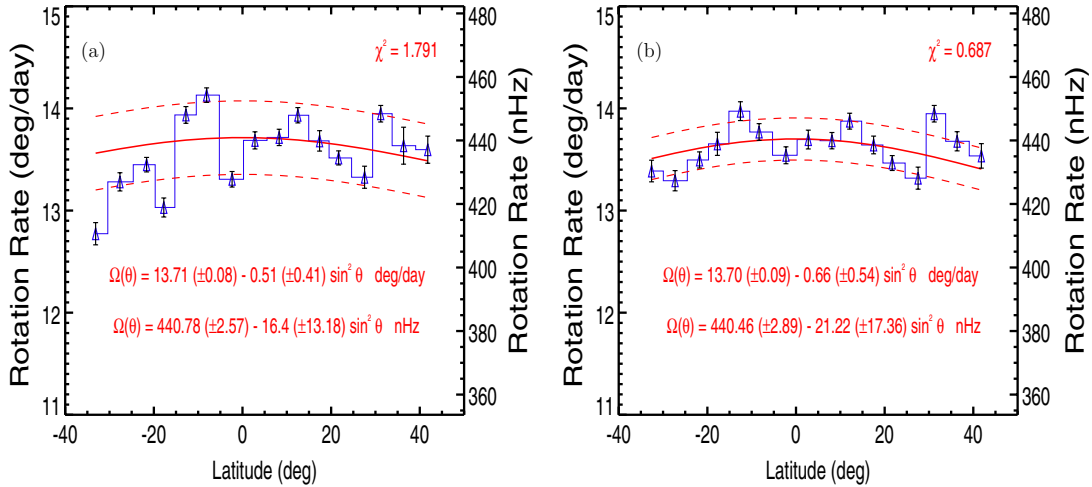 (a)
χ² = 1.791
Rotation Rate (deg/day)
15
14
13
12
11
Rotation Rate (nHz)
480
460
440
420
400
380
360
Ω(θ) = 13.71 (±0.08) - 0.51 (±0.41) sin² θ deg/day
Ω(θ) = 440.78 (±2.57) - 16.4 (±13.18) sin² θ nHz
-40 -20 0 20 40
Latitude (deg)
(b)
χ² = 0.687
Rotation Rate (deg/day)
15
14
13
12
11
Rotation Rate (nHz)
480
460
440
420
400
380
360
Ω(θ) = 13.70 (±0.09) - 0.66 (±0.54) sin² θ deg/day
Ω(θ) = 440.46 (±2.89) - 21.22 (±17.36) sin² θ nHz
-40 -20 0 20 40
Latitude (deg)